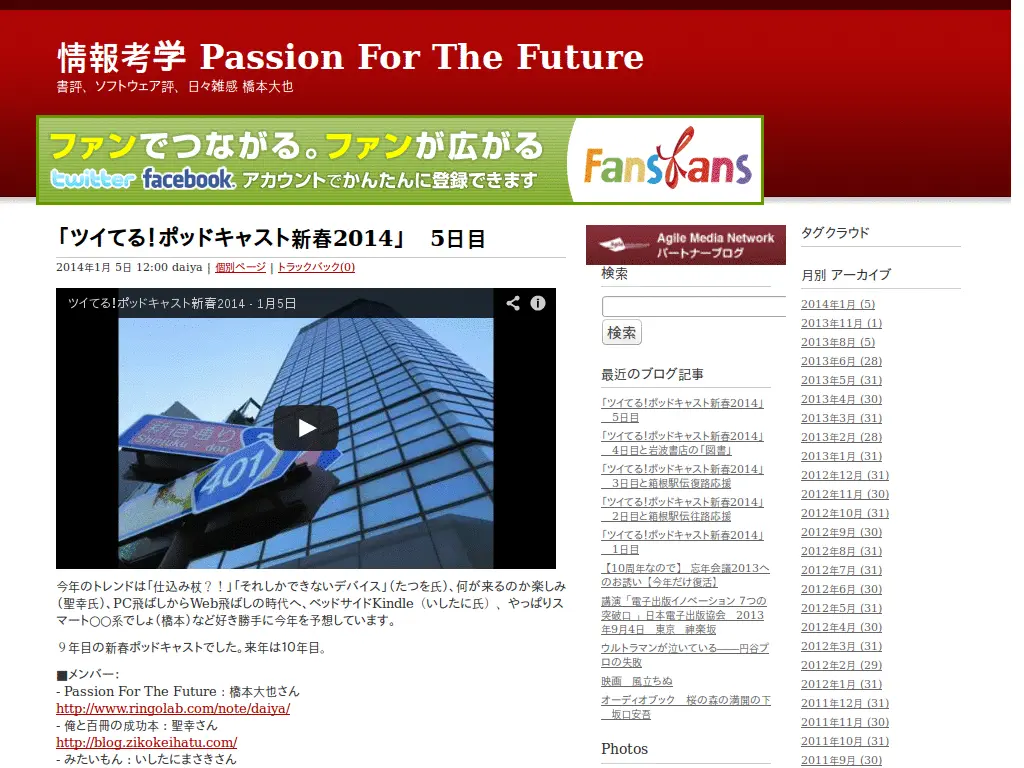 情報考学 Passion For The Future
書評、ソフトウェア評、日々雑感 橋本大也
ファンでつながる。ファンが広がる
twitter facebook. アカウントでかんたんに登録できます
Fans Fans
「ツイてる！ポッドキャスト新春2014」　5日目
2014年1月 5日 12:00 daiya | 個別ページ | トラックバック(0)
ツイてる！ポッドキャスト新春2014 - 1月5日
新宿通り
Shinjuku - dori
401
今年のトレンドは「仕込み杖？！」「それしかできないデバイス」（たつを氏）、何が来るのか楽しみ
（聖幸氏）、PC飛ばしからWeb飛ばしの時代へ、ベッドサイドKindle（いしたに氏）、やっぱりス
マート○○系でしょ（橋本）など好き勝手に今年を予想しています。
９年目の新春ポッドキャストでした。来年は10年目。
■メンバー：
- Passion For The Future：橋本大也さん
http://www.ringolab.com/note/daiya/
- 俺と百冊の成功本：聖幸さん
http://blog.zikokeihatu.com/
- みたいもん：いしたにまさきさん
Agile Media Network
パートナーブログ
検索
検索
最近のブログ記事
「ツイてる！ポッドキャスト新春2014」
5日目
「ツイてる！ポッドキャスト新春2014」
4日目と岩波書店の「図書」
「ツイてる！ポッドキャスト新春2014」
3日目と箱根駅伝復路応援
「ツイてる！ポッドキャスト新春2014」
2日目と箱根駅伝往路応援
「ツイてる！ポッドキャスト新春2014」
1日目
【10周年なので】 忘年会議2013へ
のお誘い【今年だけ復活】
講演「電子出版イノベーション 7つの
突破口 」日本電子出版協会　2013
年9月4日　東京　神楽坂
ウルトラマンが泣いている――円谷プ
ロの失敗
映画　風立ちぬ
オーディオブック　桜の森の満開の下
坂口安吾
Photos
タグクラウド
月別 アーカイブ
2014年1月 (5)
2013年11月 (1)
2013年8月 (5)
2013年6月 (28)
2013年5月 (31)
2013年4月 (30)
2013年3月 (31)
2013年2月 (28)
2013年1月 (31)
2012年12月 (31)
2012年11月 (30)
2012年10月 (31)
2012年9月 (30)
2012年8月 (31)
2012年7月 (31)
2012年6月 (30)
2012年5月 (31)
2012年4月 (30)
2012年3月 (31)
2012年2月 (29)
2012年1月 (31)
2011年12月 (31)
2011年11月 (30)
2011年10月 (31)
2011年9月 (30)